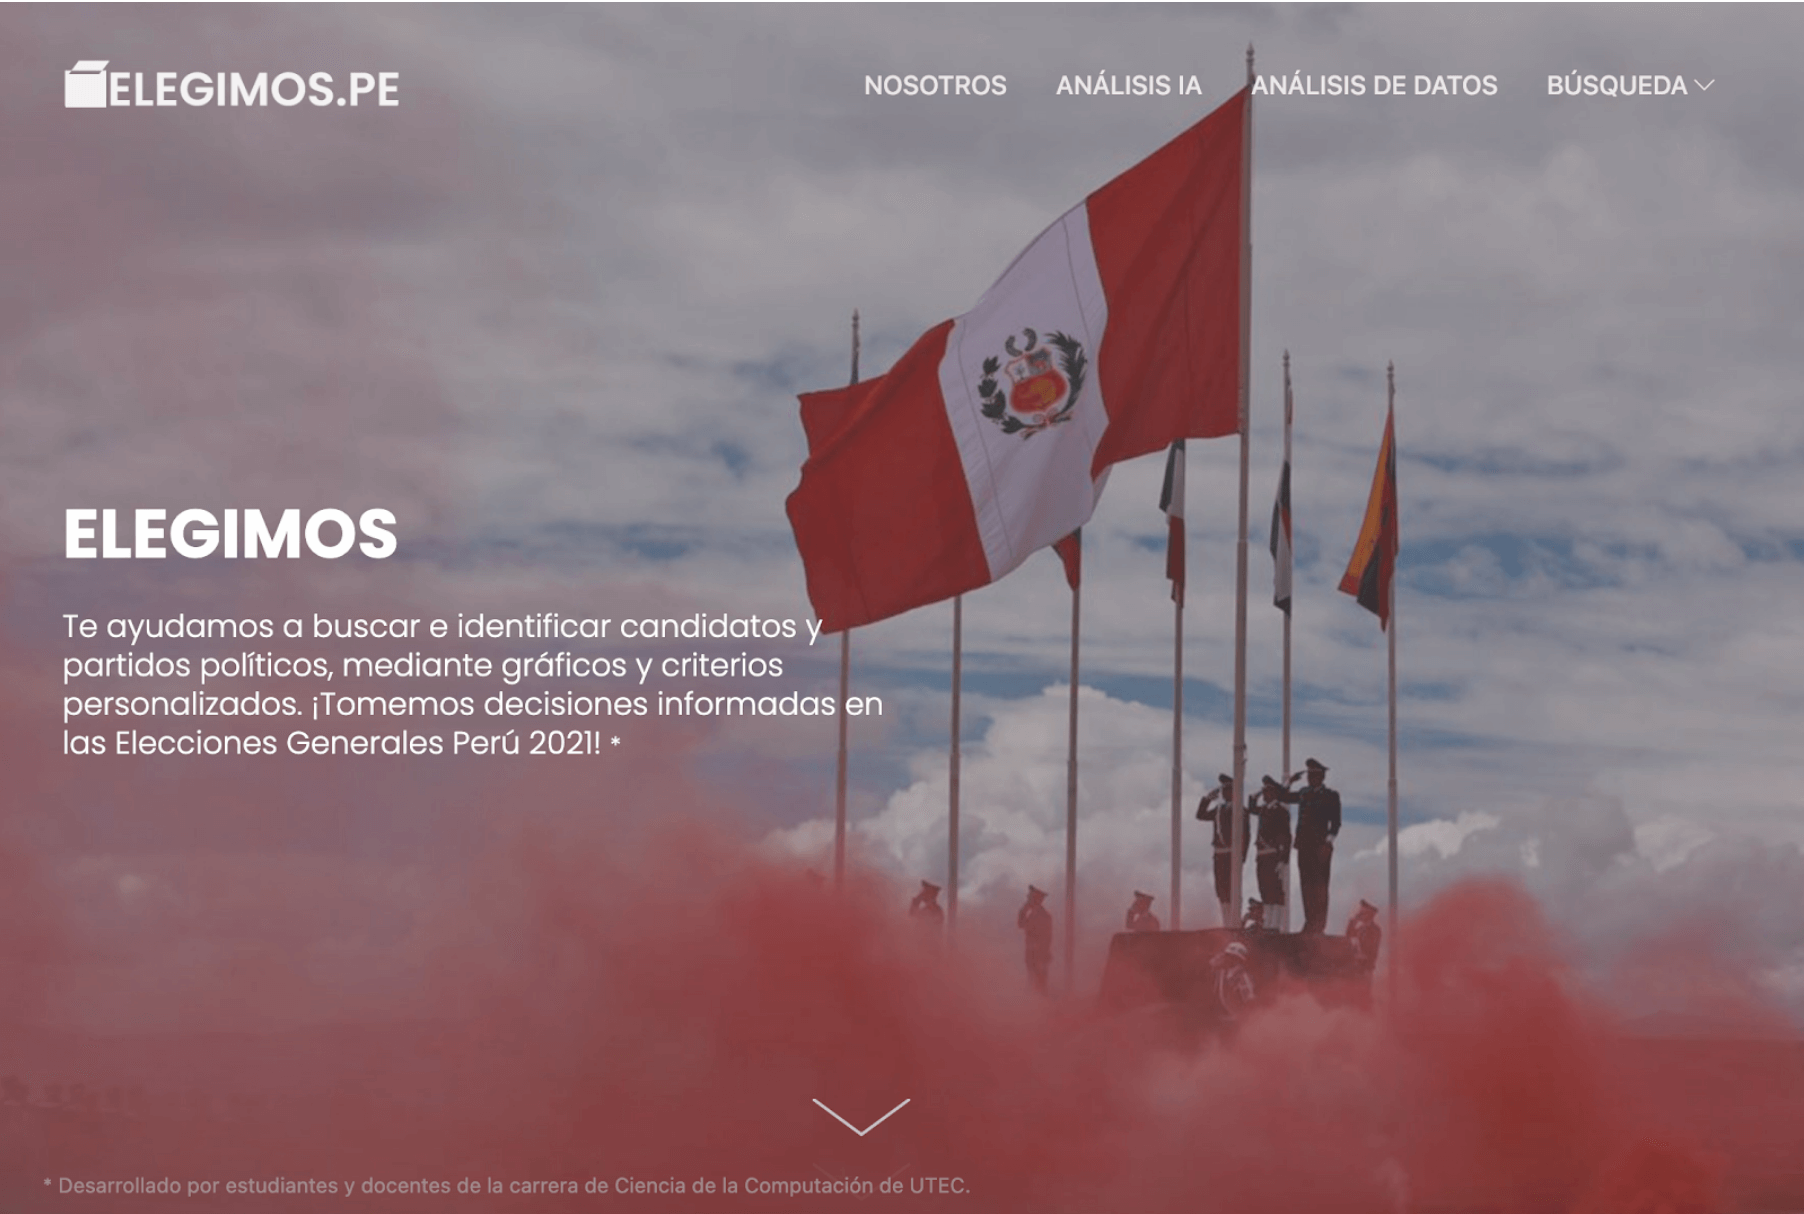 ELEGIMOS.PE
NOSOTROS ANÁLISIS IA ANÁLISIS DE DATOS BÚSQUEDA
ELEGIMOS
Te ayudamos a buscar e identificar candidatos y
partidos políticos, mediante gráficos y criterios
personalizados. ¡Tomemos decisiones informadas en
las Elecciones Generales Perú 2021! *
* Desarrollado por estudiantes y docentes de la carrera de Ciencia de la Computación de UTEC.